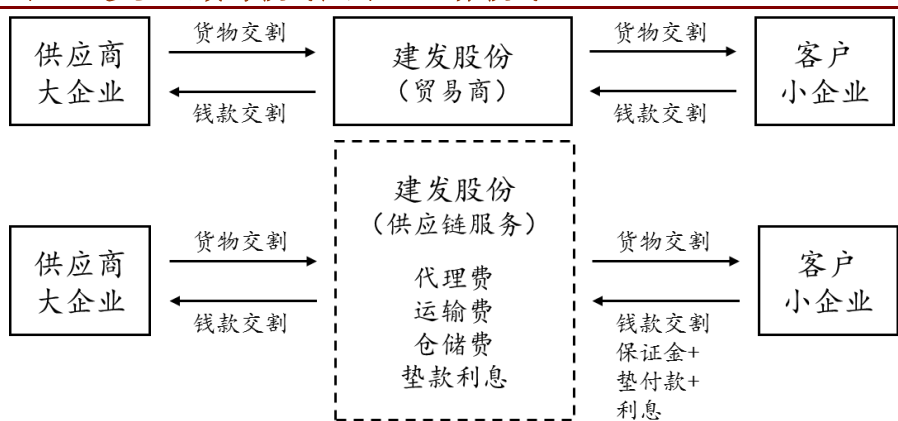 货物交割
货物交割
供应商
大企业
建发股份
（贸易商）
客户
小企业
钱款交割
钱款交割
建发股份
（供应链服务）
代理费
运输费
仓储费
垫款利息
货物交割
货物交割
供应商
大企业
客户
小企业
钱款交割
钱款交割
保证金+
垫付款+
利息